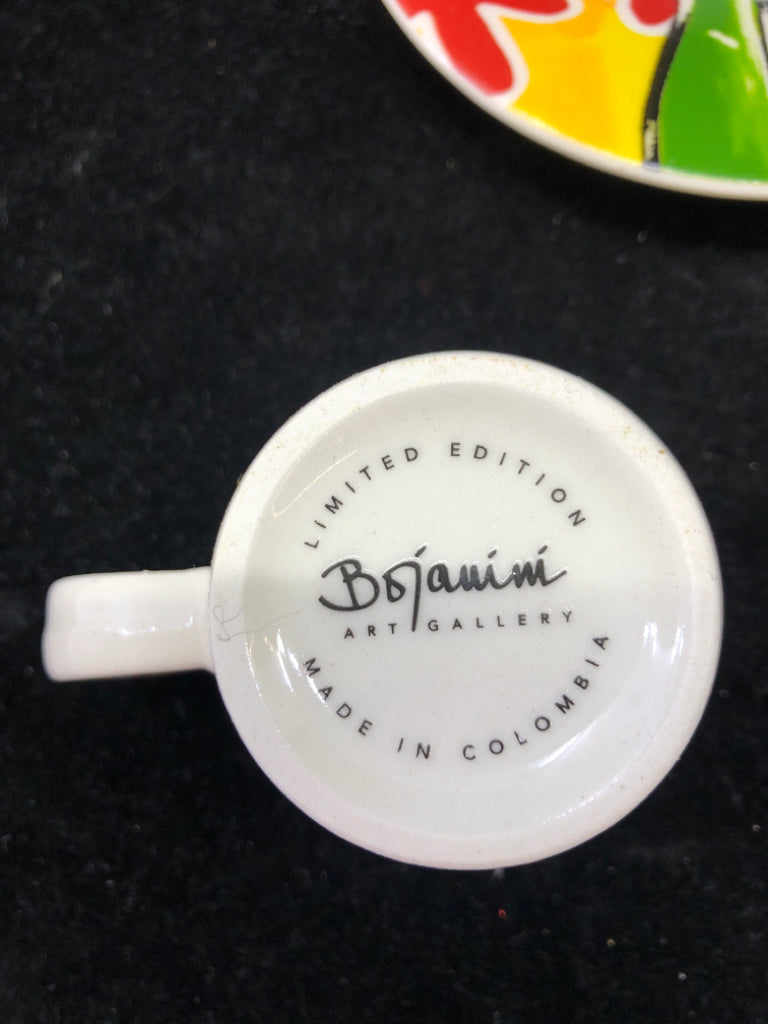 LIMITED EDITION
Bojanini
ART GALLERY
MADE IN COLOMBIA